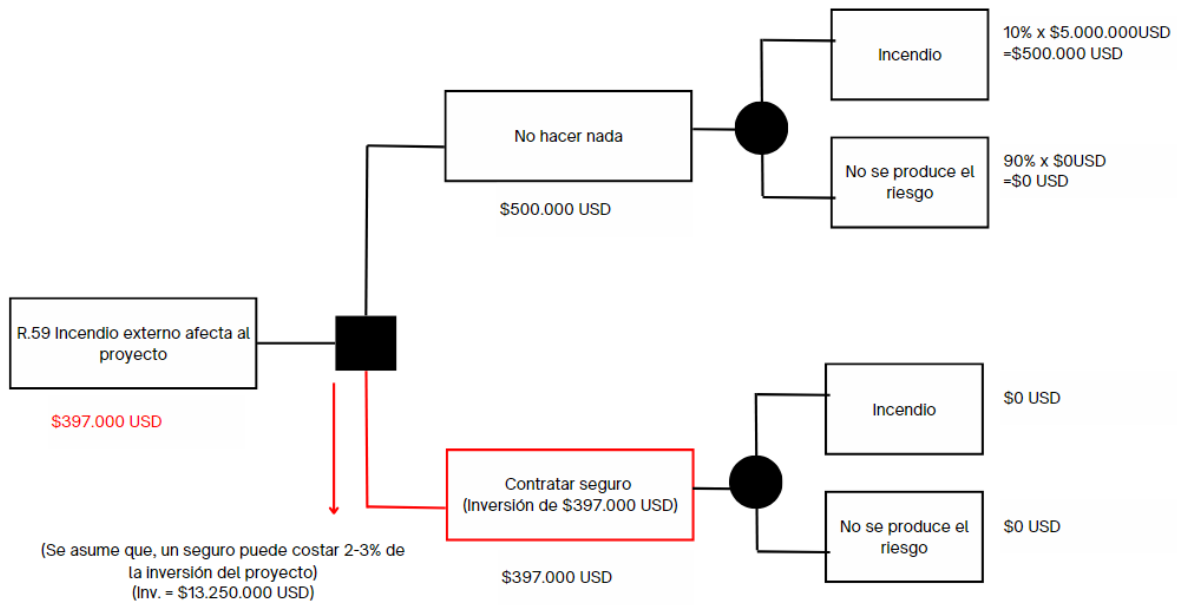 10% x $5.000.000USD
=$500.000 USD
Incendio
No hacer nada
No se produce el
riesgo
90% x $0USD
=$0 USD
$500.000 USD
R.59 Incendio externo afecta al
proyecto
$397.000 USD
Incendio
$0 USD
Contratar seguro
(Inversión de $397.000 USD)
No se produce el
riesgo
$0 USD
(Se asume que, un seguro puede costar 2-3% de
la inversión del proyecto)
(Inv. = $13.250.000 USD)
$397.000 USD